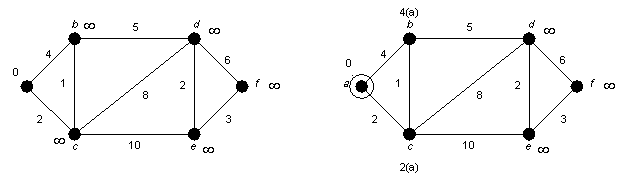 4(a)
b ∞ 5 d ∞
b 5 d ∞
4 6
0 4 6
0 1 2 f ∞
a 1 2 f ∞
2 8 3
2 8 3
∞ c 10 e ∞
c 10 e ∞
2(a)